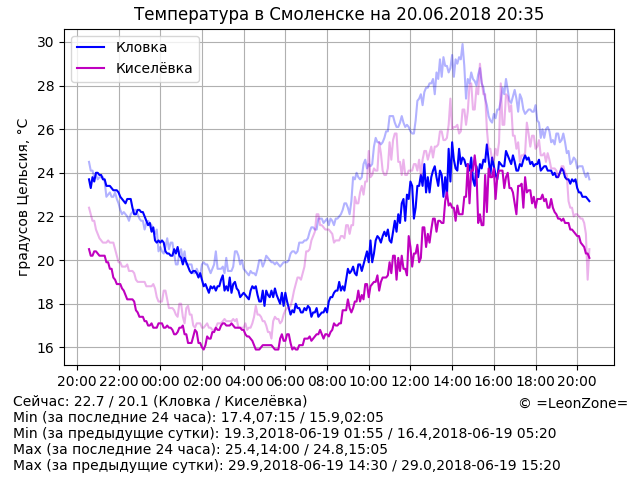 Температура в Смоленске на 20.06.2018 20:35
Кловка
Киселёвка
градусов Цельсия, °C
30
28
26
24
22
20
18
16
20:00 22:00 00:00 02:00 04:00 06:00 08:00 10:00 12:00 14:00 16:00 18:00 20:00
Сейчас: 22.7 / 20.1 (Кловка / Киселёвка)
© =LeonZone=
Min (за последние 24 часа): 17.4,07:15 / 15.9,02:05
Min (за предыдущие сутки): 19.3,2018-06-19 01:55 / 16.4,2018-06-19 05:20
Max (за последние 24 часа): 25.4,14:00 / 24.8,15:05
Max (за предыдущие сутки): 29.9,2018-06-19 14:30 / 29.0,2018-06-19 15:20